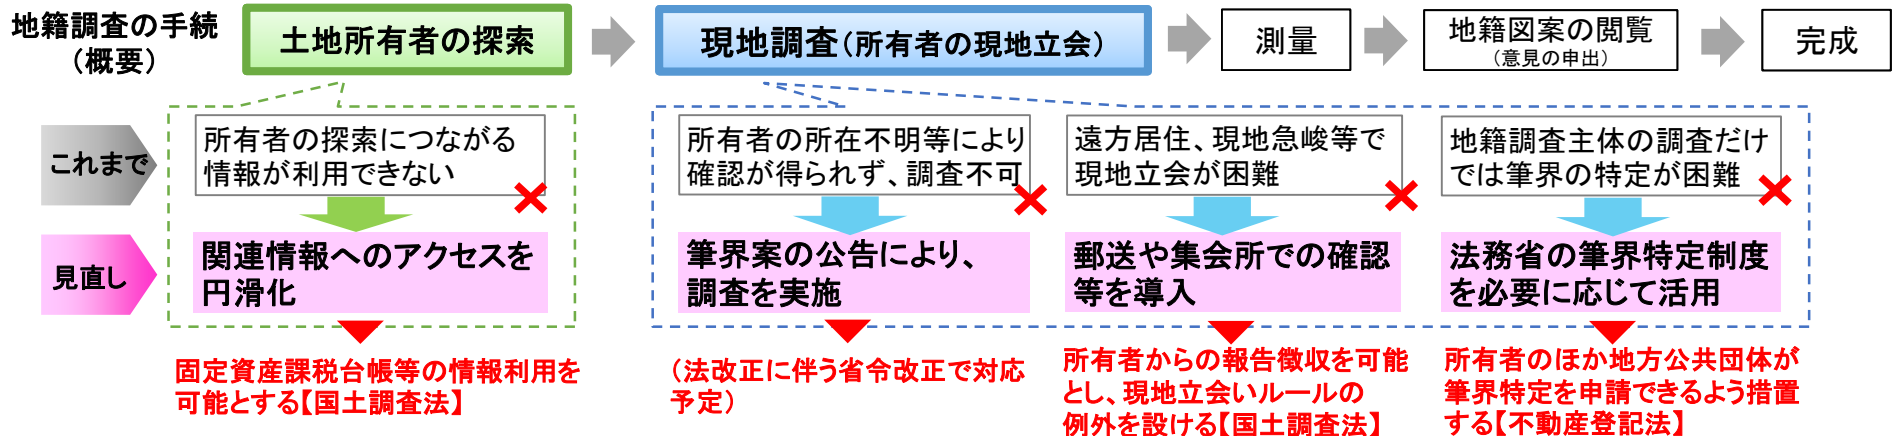 地籍調査の手続
（概要）
土地所有者の探索
現地調査（所有者の現地立会）
測量
地籍図案の閲覧
（意見の申出）
完成
これまで
所有者の探索につながる
情報が利用できない
所有者の所在不明等により
確認が得られず、調査不可
遠方居住、現地急峻等で
現地立会が困難
地籍調査主体の調査だけ
では筆界の特定が困難
見直し
関連情報へのアクセスを
円滑化
筆界案の公告により、
調査を実施
郵送や集会所での確認
等を導入
法務省の筆界特定制度
を必要に応じて活用
固定資産課税台帳等の情報利用を
可能とする【国土調査法】
（法改正に伴う省令改正で対応
予定）
所有者からの報告徴収を可能
とし、現地立会いルールの
例外を設ける【国土調査法】
所有者のほか地方公共団体が
筆界特定を申請できるよう措置
する【不動産登記法】